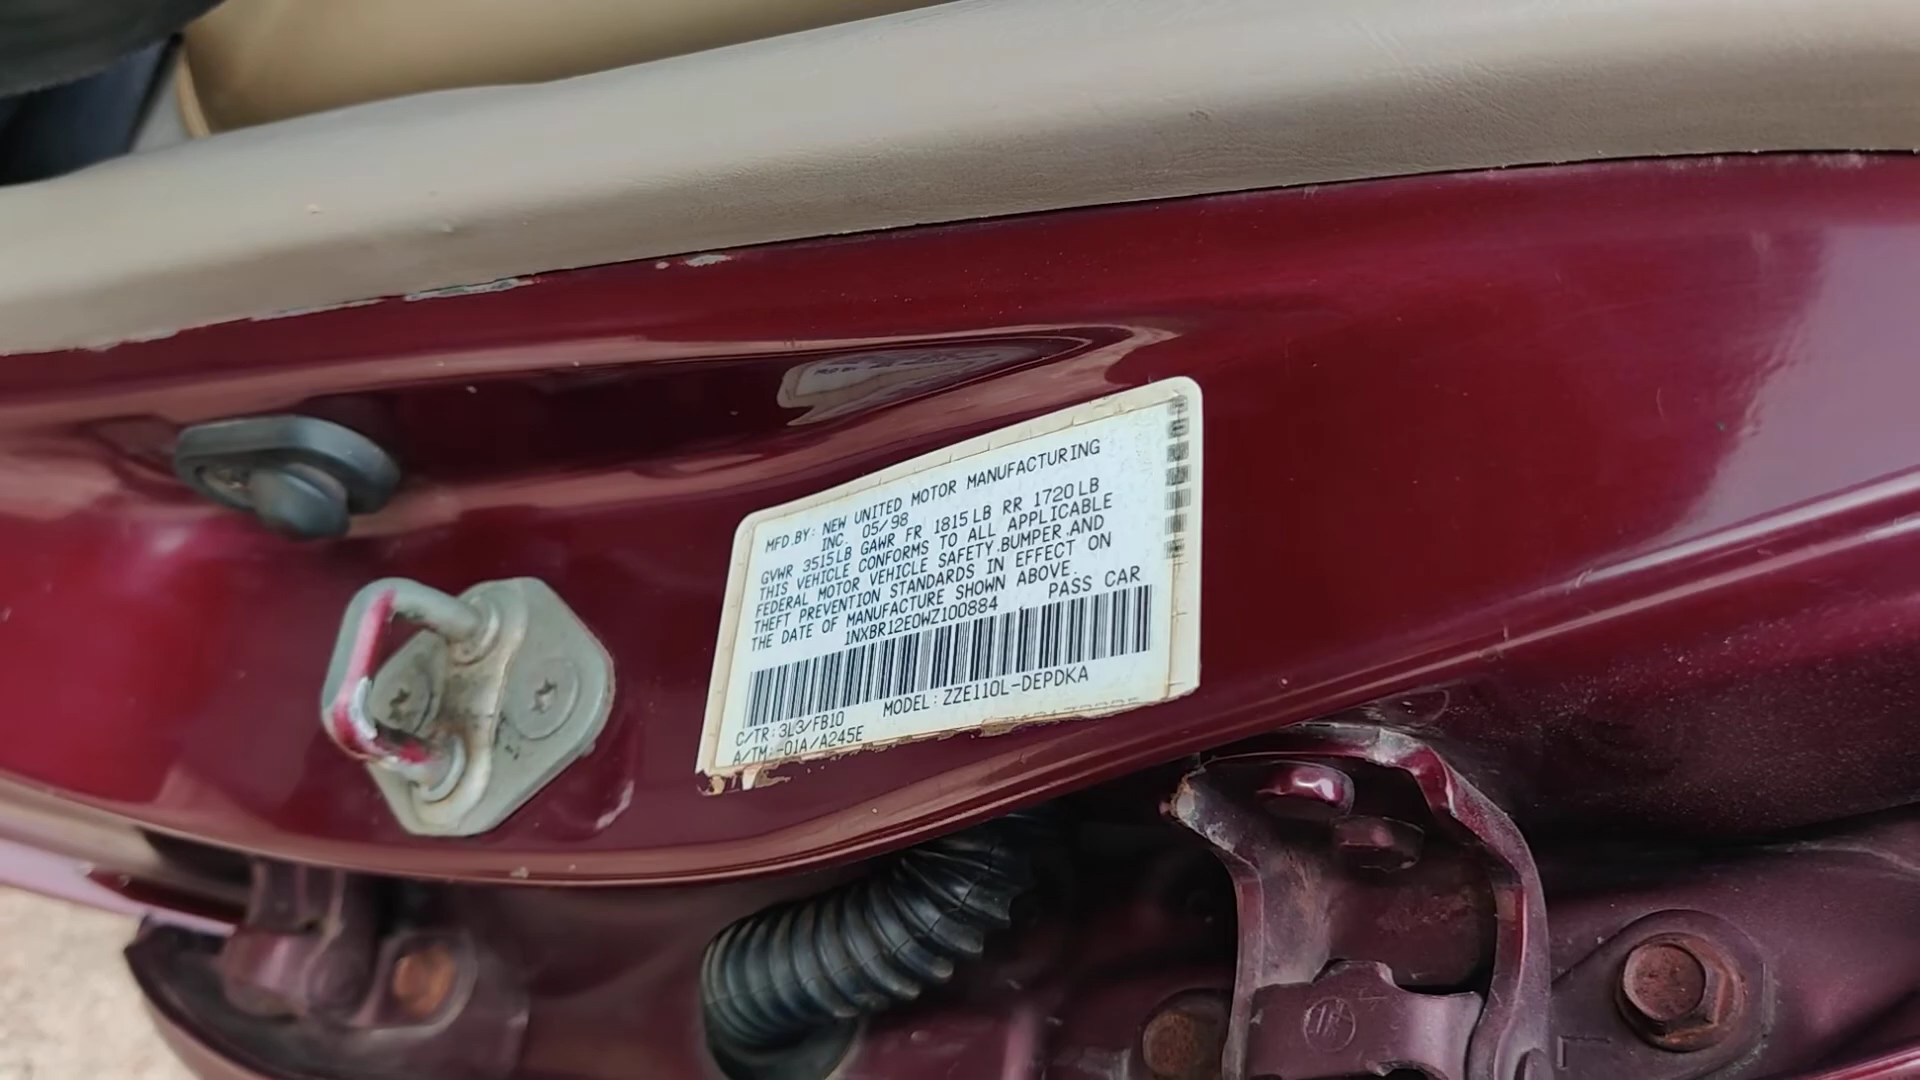 MFD.BY: NEW UNITED MOTOR MANUFACTURING
INC. 05/98
GVWR 3515LB GAWR FR 1815LB RR 1720LB
THIS VEHICLE CONFORMS TO ALL APPLICABLE
FEDERAL MOTOR VEHICLE SAFETY,BUMPER,AND
THEFT PREVENTION STANDARDS IN EFFECT ON
THE DATE OF MANUFACTURE SHOWN ABOVE.
1NXBR12E0WZ100884 PASS CAR
C/TR:3L3/FB10 MODEL:ZZE110L-DEPDKA
A/TM:-01A/A245E